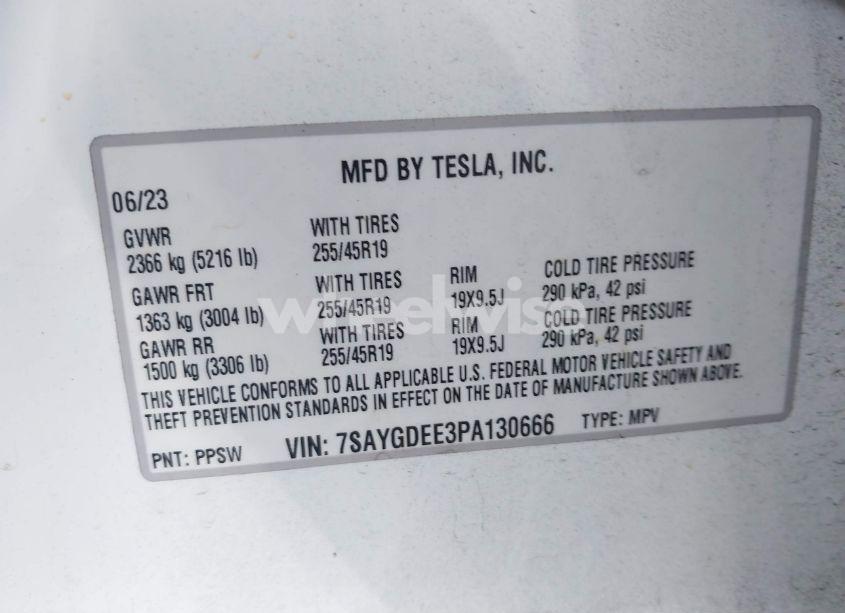 MFD BY TESLA, INC.
06/23
GVWR WITH TIRES
2366 kg (5216 lb) 255/45R19
GAWR FRT WITH TIRES RIM COLD TIRE PRESSURE
1363 kg (3004 lb) 255/45R19 19X9.5J 290 kPa, 42 psi
GAWR RR WITH TIRES RIM COLD TIRE PRESSURE
1500 kg (3306 lb) 255/45R19 19X9.5J 290 kPa, 42 psi
THIS VEHICLE CONFORMS TO ALL APPLICABLE U.S. FEDERAL MOTOR VEHICLE SAFETY AND
THEFT PREVENTION STANDARDS IN EFFECT ON THE DATE OF MANUFACTURE SHOWN ABOVE.
PNT: PPSW VIN: 7SAYGDEE3PA130666 TYPE: MPV
wheelwise